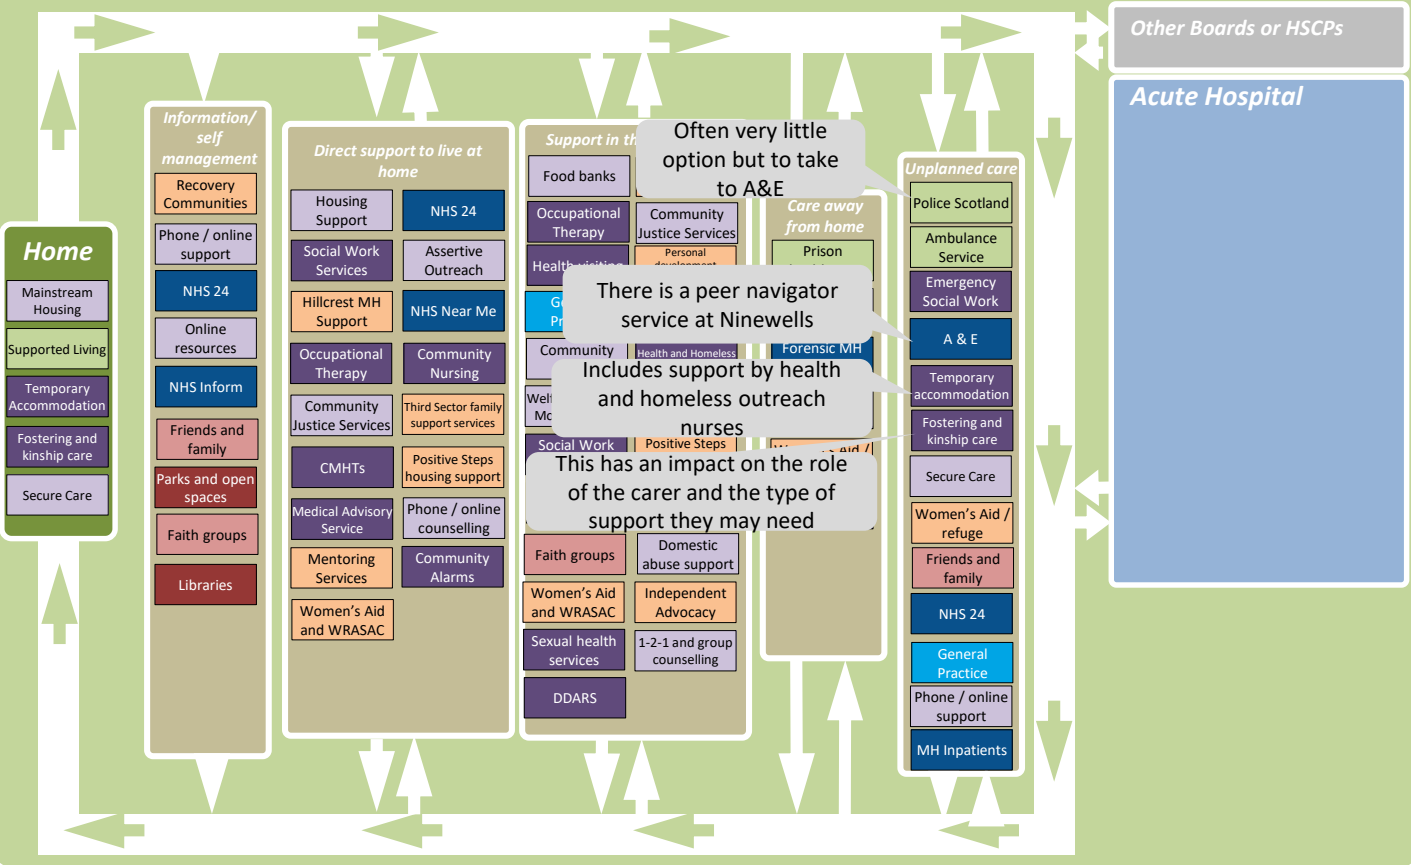 Other Boards or HSCPs
Acute Hospital
Home
Mainstream
Housing
Supported Living
Temporary
Accommodation
Fostering and
kinship care
Secure Care
Information/
self
management
Recovery
Communities
Phone / online
support
NHS 24
Online
resources
NHS Inform
Friends and
family
Parks and open
spaces
Faith groups
Libraries
Direct support to live at
home
Housing
Support
Social Work
Services
Hillcrest MH
Support
Occupational
Therapy
Community
Justice Services
CMHTs
Medical Advisory
Service
Mentoring
Services
Women's Aid
and WRASAC
NHS 24
Assertive
Outreach
NHS Near Me
Community
Nursing
Third Sector family
support services
Positive Steps
housing support
Phone / online
counselling
Community
Alarms
Support in
Food banks
Occupational
Therapy
Health visiting
Community
Social Work
Faith groups
Women's Aid
and WRASAC
Sexual health
services
DDARS
Community
Justice Services
Personal
development
Health and Homeless
Positive Steps
Domestic
abuse support
Independent
Advocacy
1-2-1 and group
counselling
Care away
from home
Prison
Forensic MH
Women's Aid /
Unplanned care
Police Scotland
Ambulance
Service
Emergency
Social Work
A & E
Temporary
accommodation
Fostering and
kinship care
Secure Care
Women's Aid /
refuge
Friends and
family
NHS 24
General
Practice
Phone / online
support
MH Inpatients
Often very little
option but to take
to A&E
There is a peer navigator
service at Ninewells
Includes support by health
and homeless outreach
nurses
This has an impact on the role
of the carer and the type of
support they may need